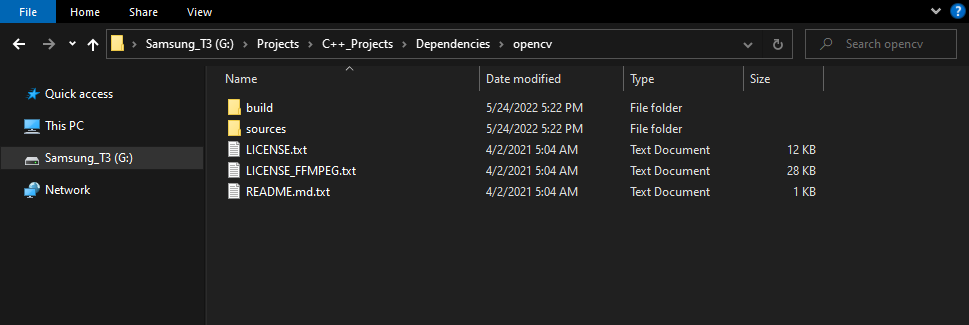 File Home Share View
Samsung_T3 (G:) Projects C++_Projects Dependencies opencv Search opencv
Name Date modified Type Size
Quick access
This PC
Samsung_T3 (G:)
Network
build 5/24/2022 5:22 PM File folder
sources 5/24/2022 5:22 PM File folder
LICENSE.txt 4/2/2021 5:04 AM Text Document 12 KB
LICENSE_FFMPEG.txt 4/2/2021 5:04 AM Text Document 28 KB
README.md.txt 4/2/2021 5:04 AM Text Document 1 KB